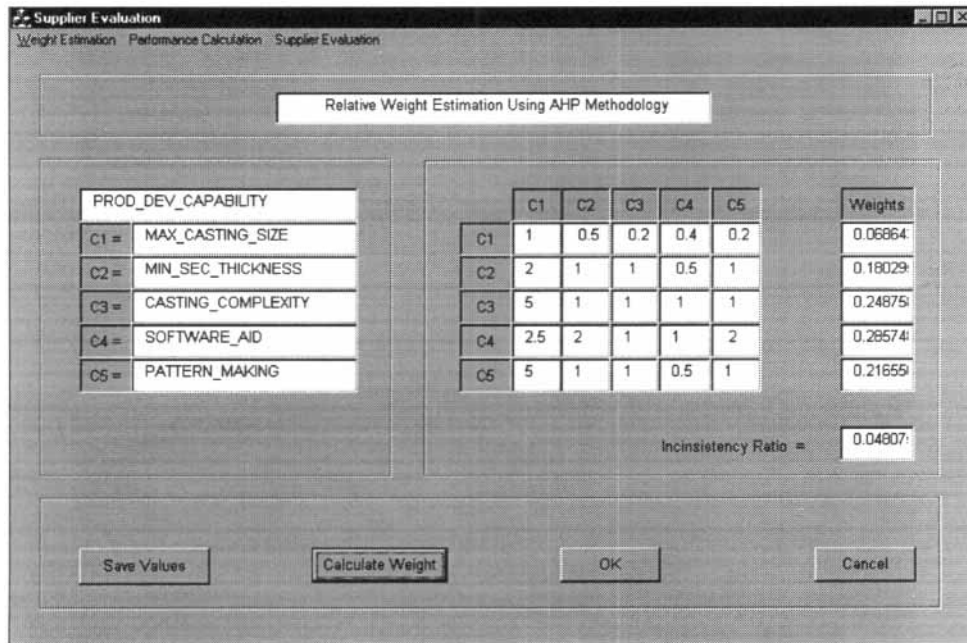 Supplier Evaluation
Weight Estimation Performance Calculation Supplier Evaluation
Relative Weight Estimation Using AHP Methodology
PROD_DEV_CAPABILITY
C1 = MAX_CASTING_SIZE
C2 = MIN_SEC_THICKNESS
C3 = CASTING_COMPLEXITY
C4 = SOFTWARE_AID
C5 = PATTERN_MAKING
C1 C2 C3 C4 C5 Weights
C1 1 0.5 0.2 0.4 0.2 0.06864
C2 2 1 1 0.5 1 0.18029
C3 5 1 1 1 1 0.24875
C4 2.5 2 1 1 2 0.28574
C5 5 1 1 0.5 1 0.21655
Incinsistency Ratio = 0.04807
Save Values Calculate Weight OK Cancel